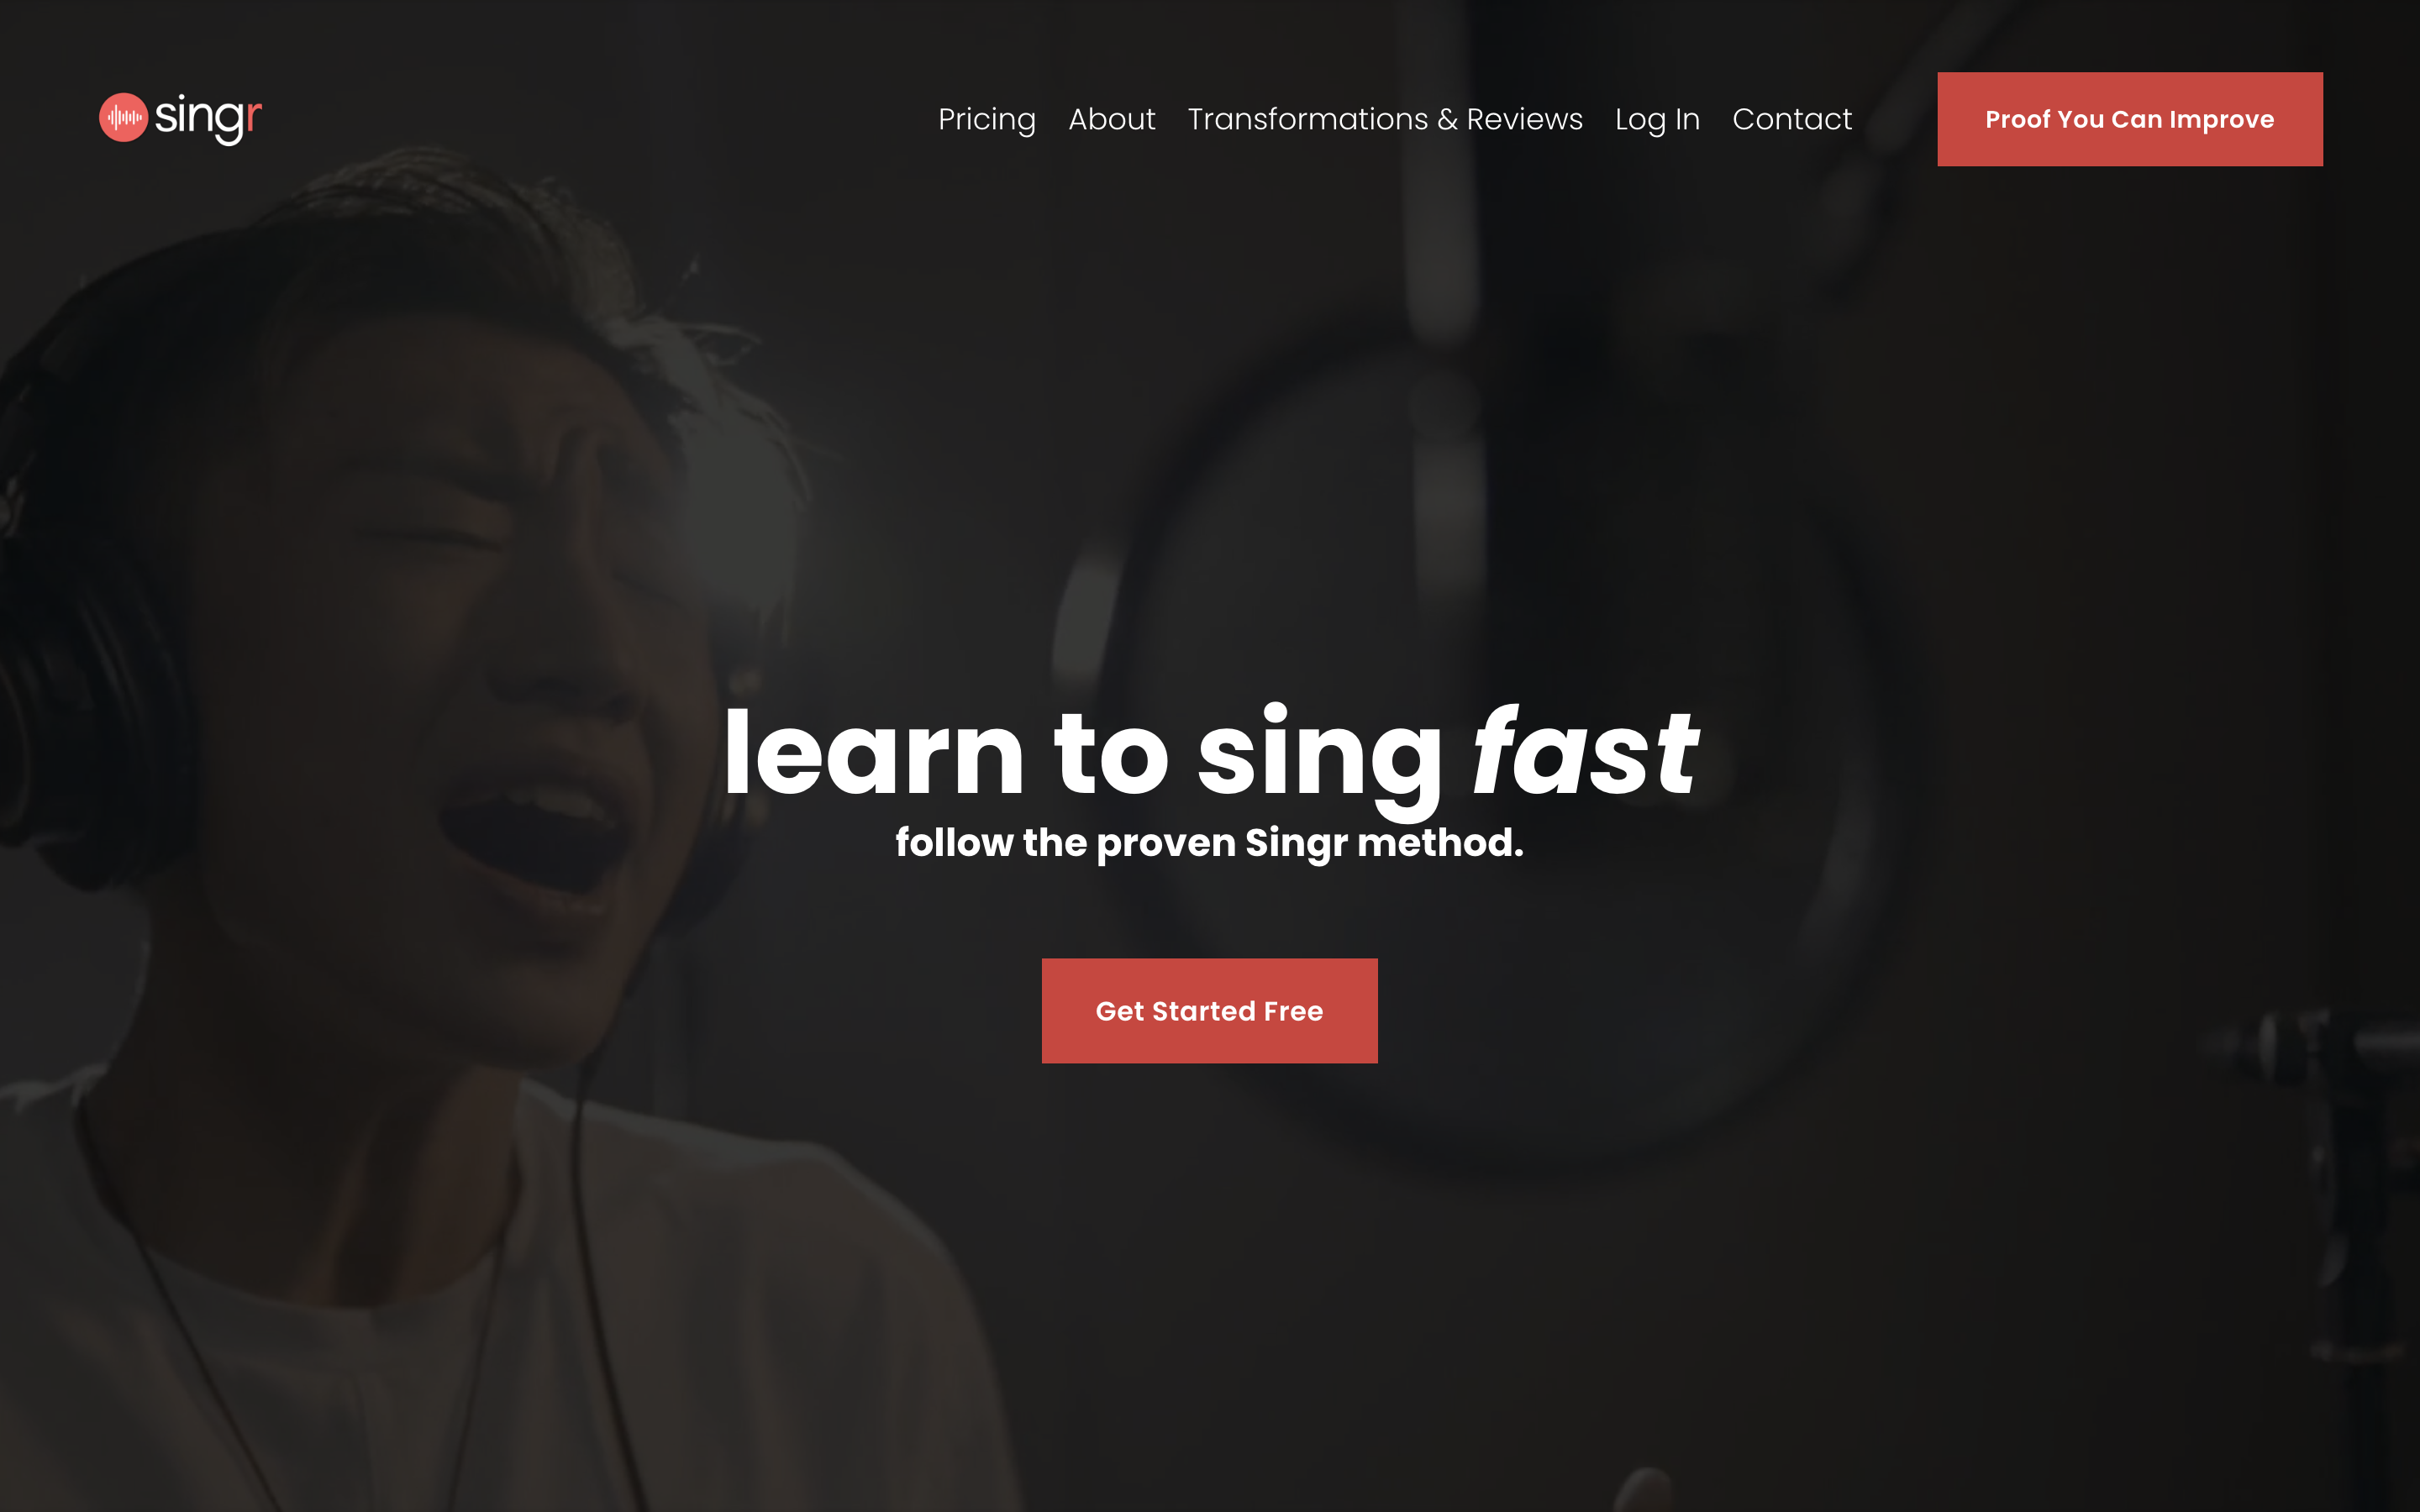 singr
Pricing About Transformations & Reviews Log In Contact Proof You Can Improve
learn to sing fast
follow the proven Singr method.
Get Started Free